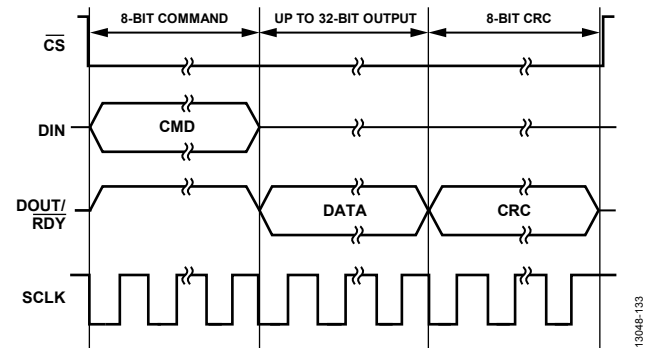 8-BIT COMMAND
UP TO 32-BIT OUTPUT
8-BIT CRC
CS
DIN
CMD
DOUT/
RDY
DATA
CRC
SCLK
13048-133